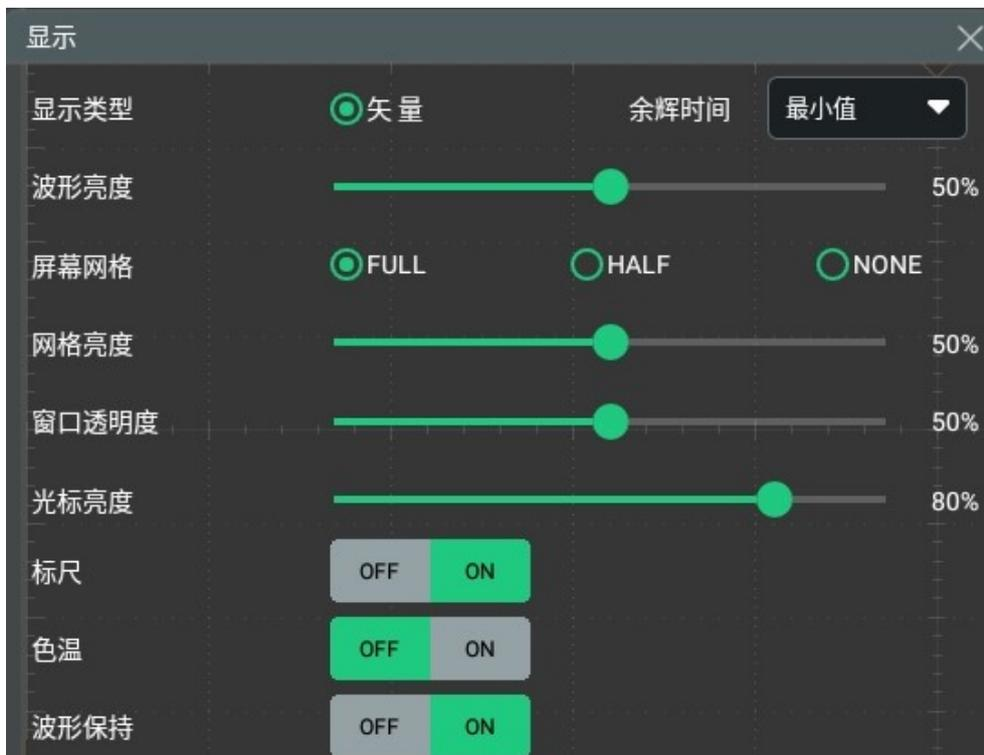 显示
显示类型 矢量 余辉时间 最小值
波形亮度 50%
屏幕网格 FULL HALF NONE
网格亮度 50%
窗口透明度 50%
光标亮度 80%
标尺 OFF ON
色温 OFF ON
波形保持 OFF ON